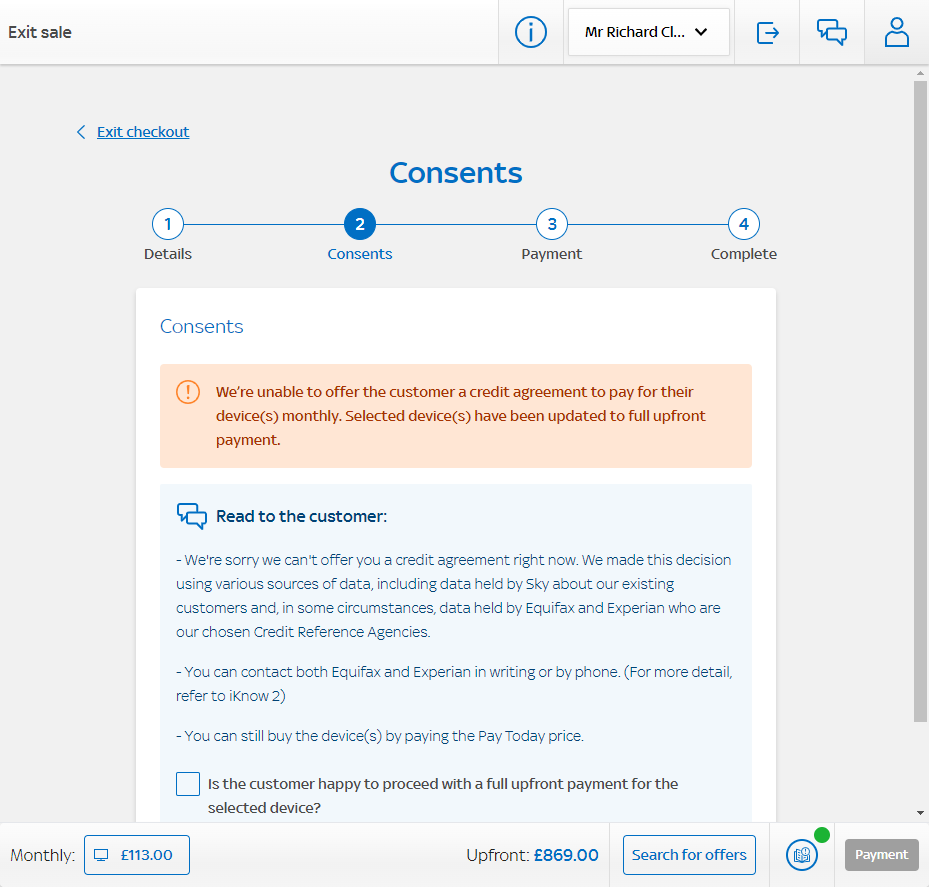 Exit sale
Mr Richard Cl...
Exit checkout
Consents
1
2
3
4
Details
Consents
Payment
Complete
Consents
We're unable to offer the customer a credit agreement to pay for their
device(s) monthly. Selected device(s) have been updated to full upfront
payment.
Read to the customer:
- We're sorry we can't offer you a credit agreement right now. We made this decision
using various sources of data, including data held by Sky about our existing
customers and, in some circumstances, data held by Equifax and Experian who are
our chosen Credit Reference Agencies.
- You can contact both Equifax and Experian in writing or by phone. (For more detail,
refer to iKnow 2)
- You can still buy the device(s) by paying the Pay Today price.
Is the customer happy to proceed with a full upfront payment for the
selected device?
Monthly:
£113.00
Upfront: £869.00
Search for offers
Payment